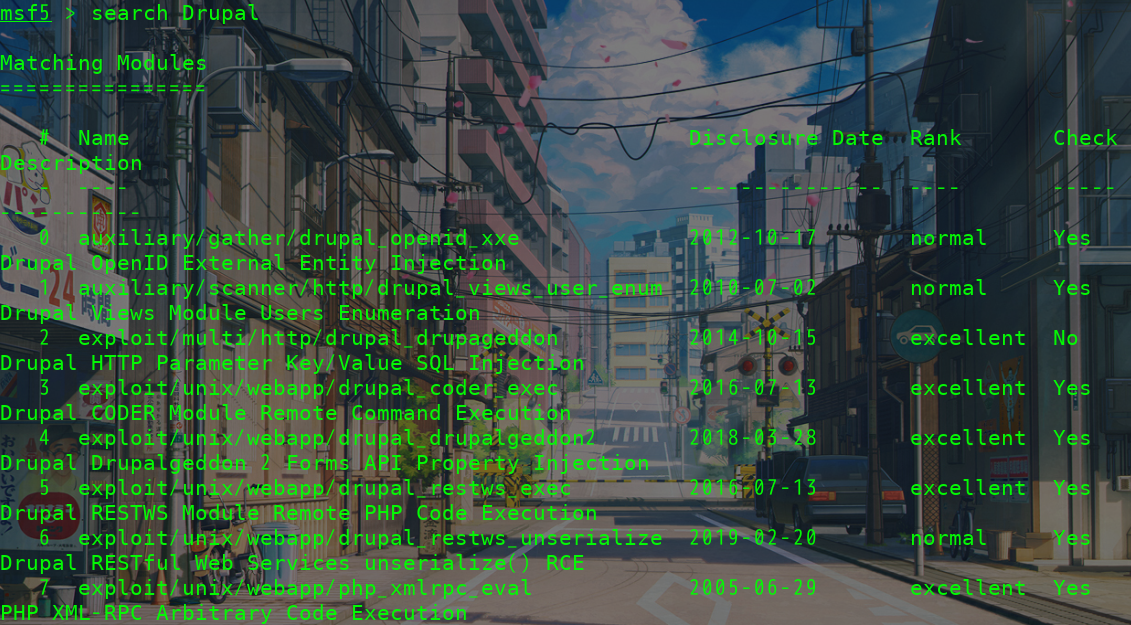 msf5 > search Drupal
Matching Modules
================
# Name Disclosure Date Rank Check
Description
- ---- --------------- ---- -----
-----------
0 auxiliary/gather/drupal_openid_xxe 2012-10-17 normal Yes
Drupal OpenID External Entity Injection
1 auxiliary/scanner/http/drupal_views_user_enum 2010-07-02 normal Yes
Drupal Views Module Users Enumeration
2 exploit/multi/http/drupal_drupageddon 2014-10-15 excellent No
Drupal HTTP Parameter Key/Value SQL Injection
3 exploit/unix/webapp/drupal_coder_exec 2016-07-13 excellent Yes
Drupal CODER Module Remote Command Execution
4 exploit/unix/webapp/drupal_drupalgeddon2 2018-03-28 excellent Yes
Drupal Drupalgeddon 2 Forms API Property Injection
5 exploit/unix/webapp/drupal_restws_exec 2016-07-13 excellent Yes
Drupal RESTWS Module Remote PHP Code Execution
6 exploit/unix/webapp/drupal_restws_unserialize 2019-02-20 normal Yes
Drupal RESTful Web Services unserialize() RCE
7 exploit/unix/webapp/php_xmlrpc_eval 2005-06-29 excellent Yes
PHP XML-RPC Arbitrary Code Execution
24